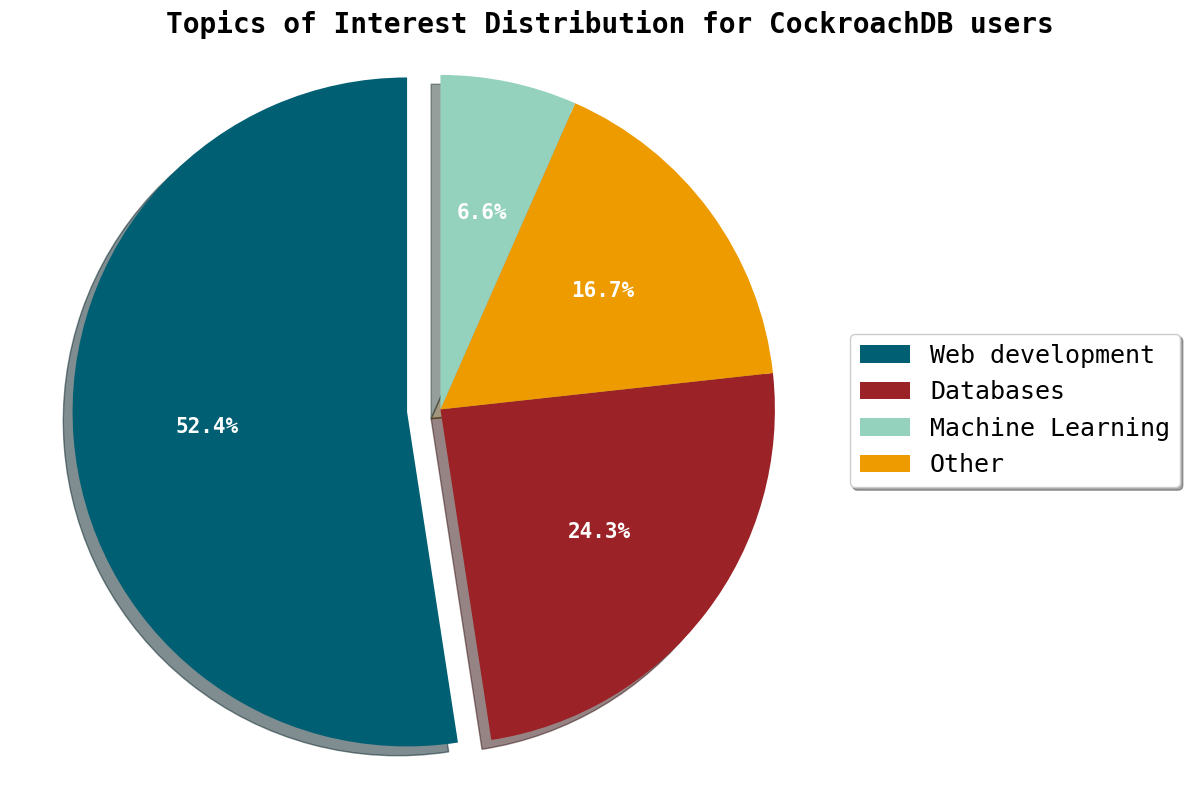 Topics of Interest Distribution for CockroachDB users
6.6%
16.7%
52.4%
24.3%
Web development
Databases
Machine Learning
Other